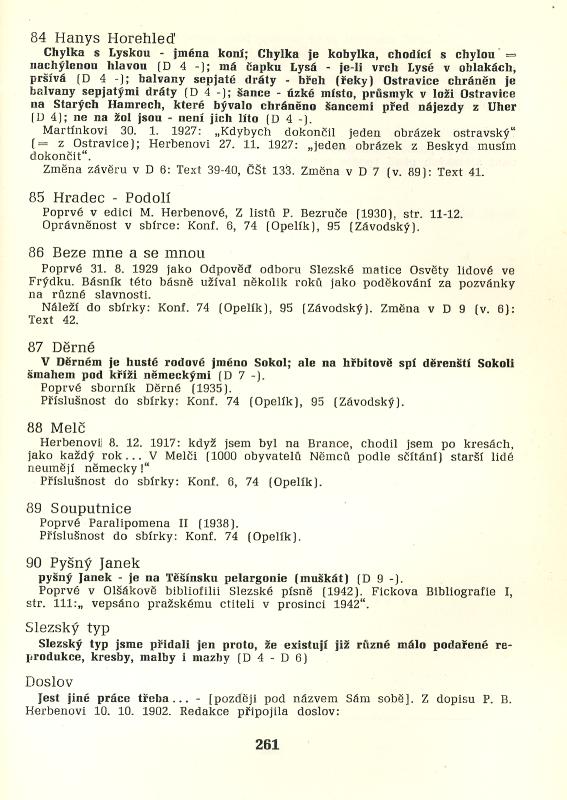 84 Hanys Horehleď
Chylka s Lyskou - jména koní; Chylka je kobylka, chodící s chylou =
nachýlenou hlavou (D 4 -); má čapku Lysá - je-li vrch Lysé v oblakách,
pršívá (D 4 -); balvany sepjaté dráty - břeh (řeky) Ostravice chráněn je
balvany sepjatými dráty (D 4 -); šance - úzké místo, průsmyk v loži Ostravice
na Starých Hamrech, které bývalo chráněno šancemi před nájezdy z Uher
(D 4); ne na žol jsou - není jich líto (D 4 -).
Martínkovi 30. 1. 1927: „Kdybych dokončil jeden obrázek ostravský“
(= z Ostravice); Herbenovi 27. 11. 1927: „jeden obrázek z Beskyd musím
dokončit“.
Změna závěru v D 6: Text 39-40, ČŠt 133. Změna v D 7 (v. 89): Text 41.
85 Hradec - Podolí
Poprvé v edici M. Herbenové, Z listů P. Bezruče (1930), str. 11-12.
Oprávněnost v sbírce: Konf. 6, 74 (Opelík), 95 (Závodský).
86 Beze mne a se mnou
Poprvé 31. 8. 1929 jako Odpověď odboru Slezské matice Osvěty lidové ve
Frýdku. Básník této básně užíval několik roků jako poděkování za pozvánky
na různé slavnosti.
Náleží do sbírky: Konf. 74 (Opelík), 95 (Závodský). Změna v D 9 (v. 6):
Text 42.
87 Děrné
V Děrném je husté rodové jméno Sokol; ale na hřbitově spí děrenští Sokoli
šmahem pod kříži německými (D 7 -).
Poprvé sborník Děrné (1935).
Příslušnost do sbírky: Konf. 74 (Opelík), 95 (Závodský).
88 Melč
Herbenovi 8. 12. 1917: když jsem byl na Brance, chodil jsem po kresách,
jako každý rok... V Melči (1000 obyvatelů Němců podle sčítání) starší lidé
neumějí německy!“
Příslušnost do sbírky: Konf. 6, 74 (Opelík).
89 Souputnice
Poprvé Paralipomena II (1938).
Příslušnost do sbírky: Konf. 74 (Opelík).
90 Pyšný Janek
pyšný Janek - je na Těšínsku pelargonie (muškát) (D 9 -).
Poprvé v Olšákově bibliofilii Slezské písně (1942). Fickova Bibliografie I,
str. 111:„ vepsáno pražskému ctiteli v prosinci 1942“.
Slezský typ
Slezský typ jsme přidali jen proto, že existují již různé málo podařené re-
produkce, kresby, malby i mazby (D 4 - D 6)
Doslov
Jest jiné práce třeba... - [později pod názvem Sám sobě]. Z dopisu P. B.
Herbenovi 10. 10. 1902. Redakce připojila doslov:
261